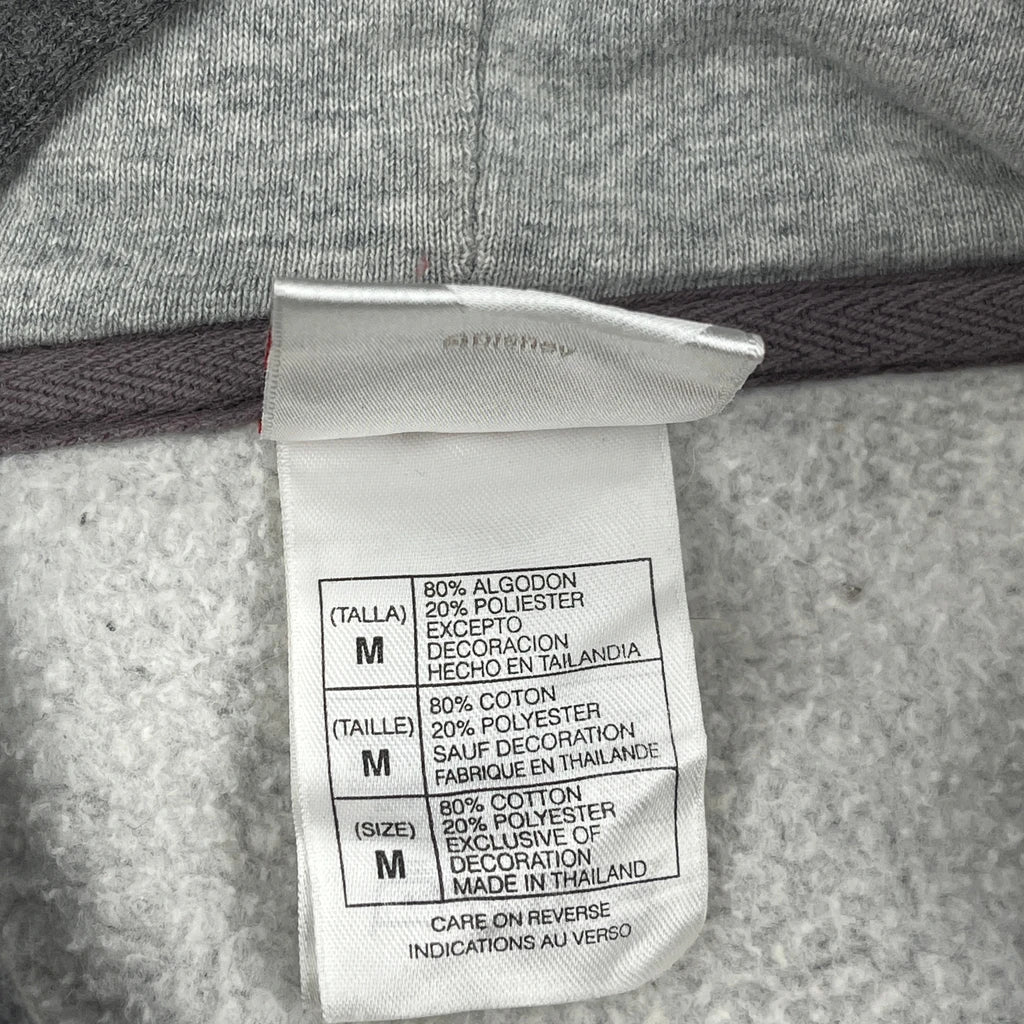 (TALLA)
M
80% ALGODON
20% POLIESTER
EXCEPTO
DECORACION
HECHO EN TAILANDIA
(TAILLE)
M
80% COTON
20% POLYESTER
SAUF DECORATION
FABRIQUE EN THAILANDE
(SIZE)
M
80% COTTON
20% POLYESTER
EXCLUSIVE OF
DECORATION
MADE IN THAILAND
CARE ON REVERSE
INDICATIONS AU VERSO